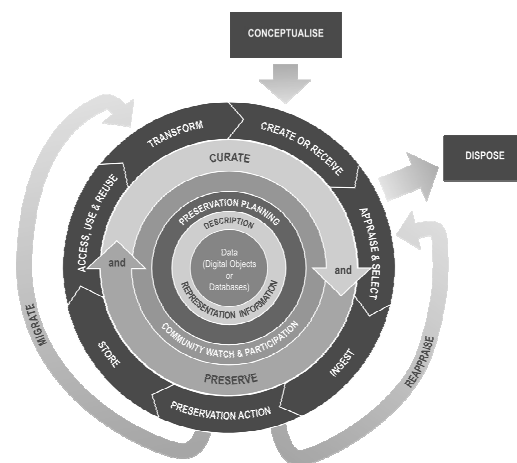 CONCEPTUALISE
CREATE OR RECEIVE
DISPOSE
APPRAISE & SELECT
REAPPRAISE
INGEST
PRESERVATION ACTION
MIGRATE
STORE
ACCESS, USE & REUSE
TRANSFORM
CURATE
and
PRESERVE
and
COMMUNITY WATCH & PARTICIPATION
PRESERVATION PLANNING
DESCRIPTION
REPRESENTATION INFORMATION
Data
(Digital Objects
or
Databases)